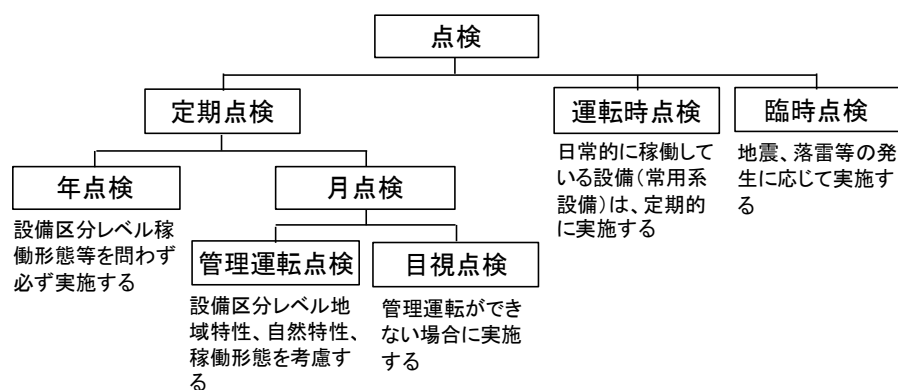 点検
定期点検
運転時点検
臨時点検
日常的に稼働して
いる設備(常用系
設備)は、定期的
に実施する
地震、落雷等の発
生に応じて実施す
る
年点検
月点検
設備区分レベル稼
働形態等を問わず
必ず実施する
管理運転点検
目視点検
設備区分レベル地
域特性、自然特性、
稼働形態を考慮す
る
管理運転ができ
ない場合に実施
する